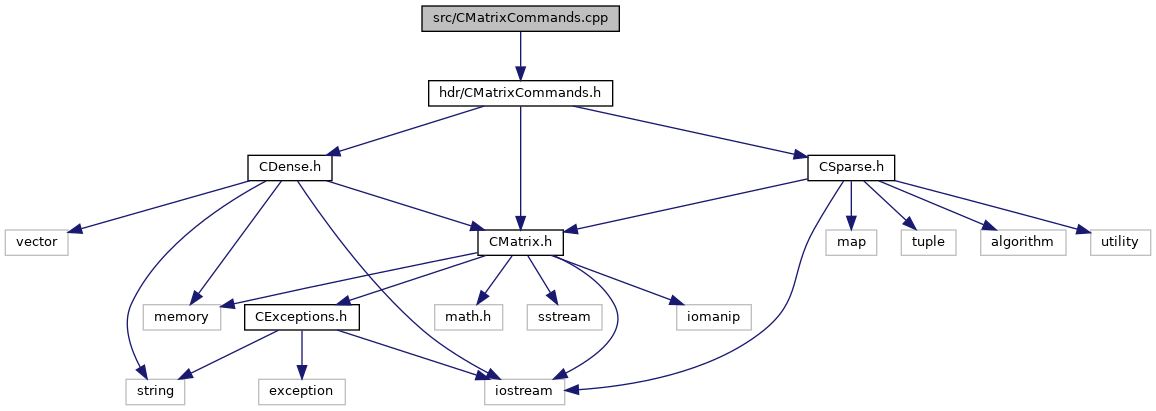 src/CMatrixCommands.cpp
hdr/CMatrixCommands.h
CDense.h
CSparse.h
vector
CMatrix.h
map
tuple
algorithm
utility
memory
CExceptions.h
math.h
sstream
iomanip
string
exception
iostream